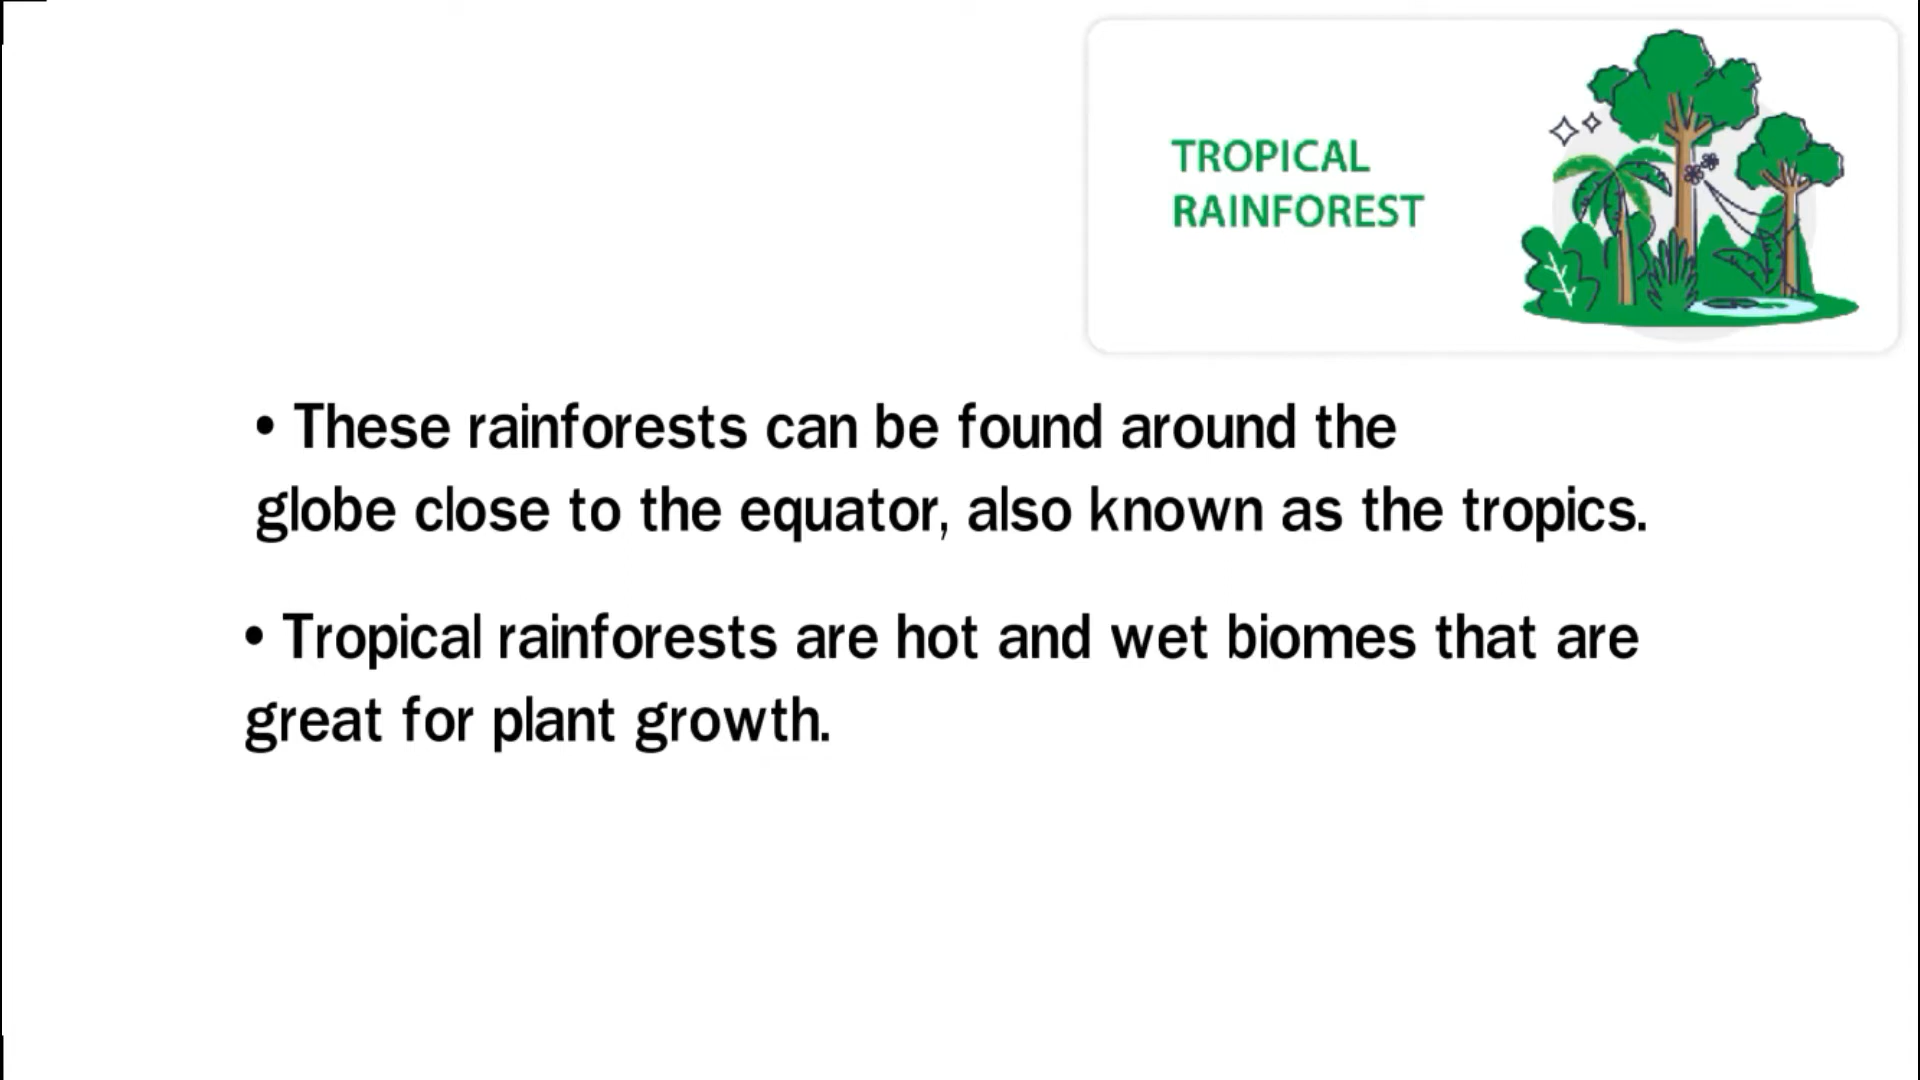 TROPICAL
RAINFOREST
• These rainforests can be found around the
globe close to the equator, also known as the tropics.
• Tropical rainforests are hot and wet biomes that are
great for plant growth.